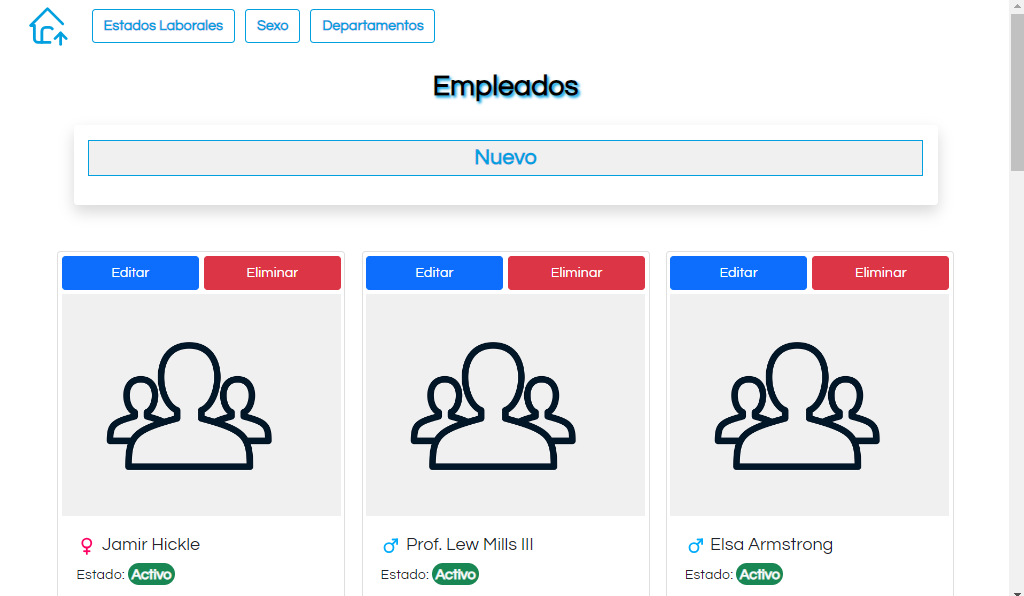 Estados Laborales Sexo Departamentos
Empleados
Nuevo
Editar Eliminar Editar Eliminar Editar Eliminar
Jamir Hickle Prof. Lew Mills III Elsa Armstrong
Estado: Activo Estado: Activo Estado: Activo